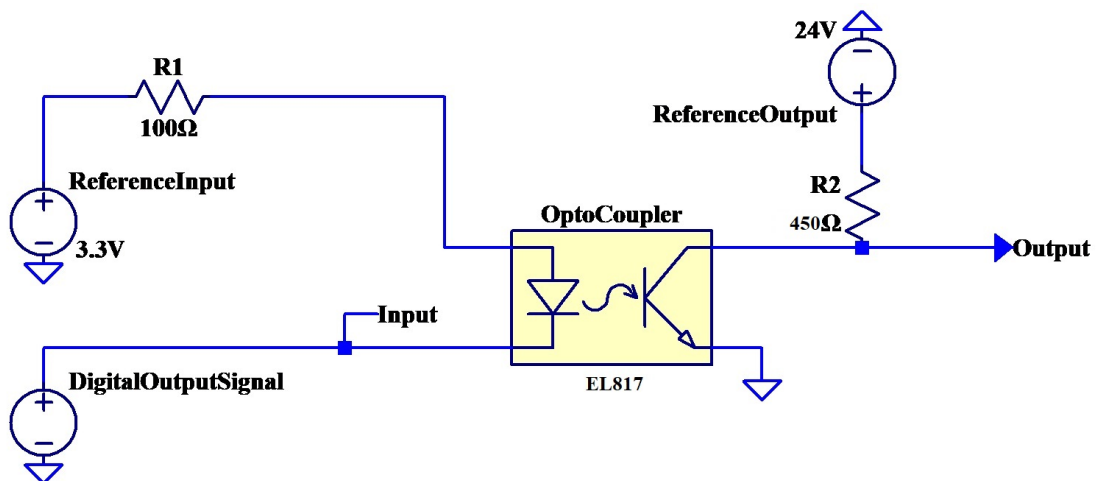 24V
−
+
ReferenceOutput
R1
100Ω
ReferenceInput
+
−
3.3V
R2
450Ω
OptoCoupler
Output
Input
EL817
DigitalOutputSignal
+
−